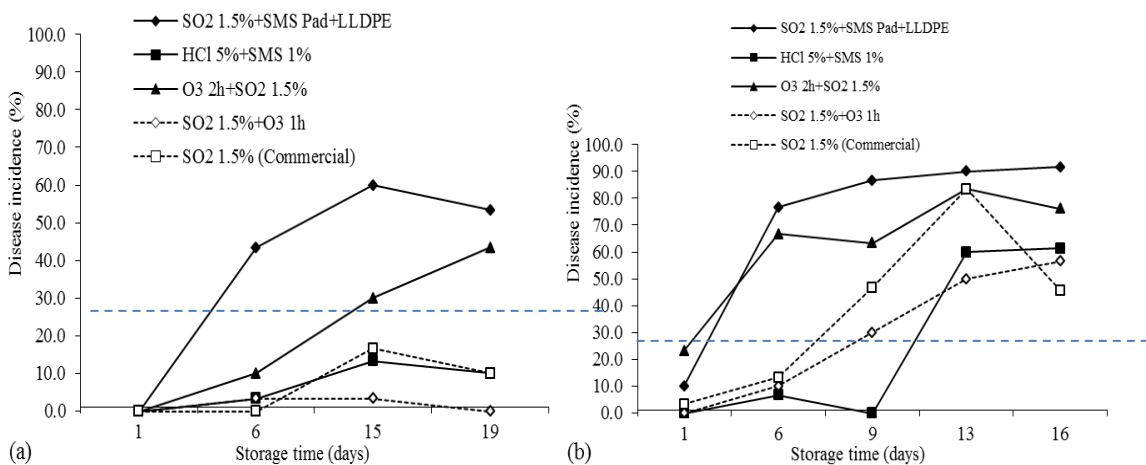 SO2 1.5%+SMS Pad+LLDPE
HCl 5%+SMS 1%
O3 2h+SO2 1.5%
SO2 1.5%+O3 1h
SO2 1.5% (Commercial)
100.0
90.0
80.0
70.0
60.0
50.0
40.0
30.0
20.0
10.0
0.0
Disease incidence (%)
1 6 15 19
Storage time (days)
(a)
SO2 1.5%+SMS Pad+LLDPE
HCl 5%+SMS 1%
O3 2h+SO2 1.5%
SO2 1.5%+O3 1h
SO2 1.5% (Commercial)
100.0
90.0
80.0
70.0
60.0
50.0
40.0
30.0
20.0
10.0
0.0
Disease incidence (%)
1 6 9 13 16
Storage time (days)
(b)